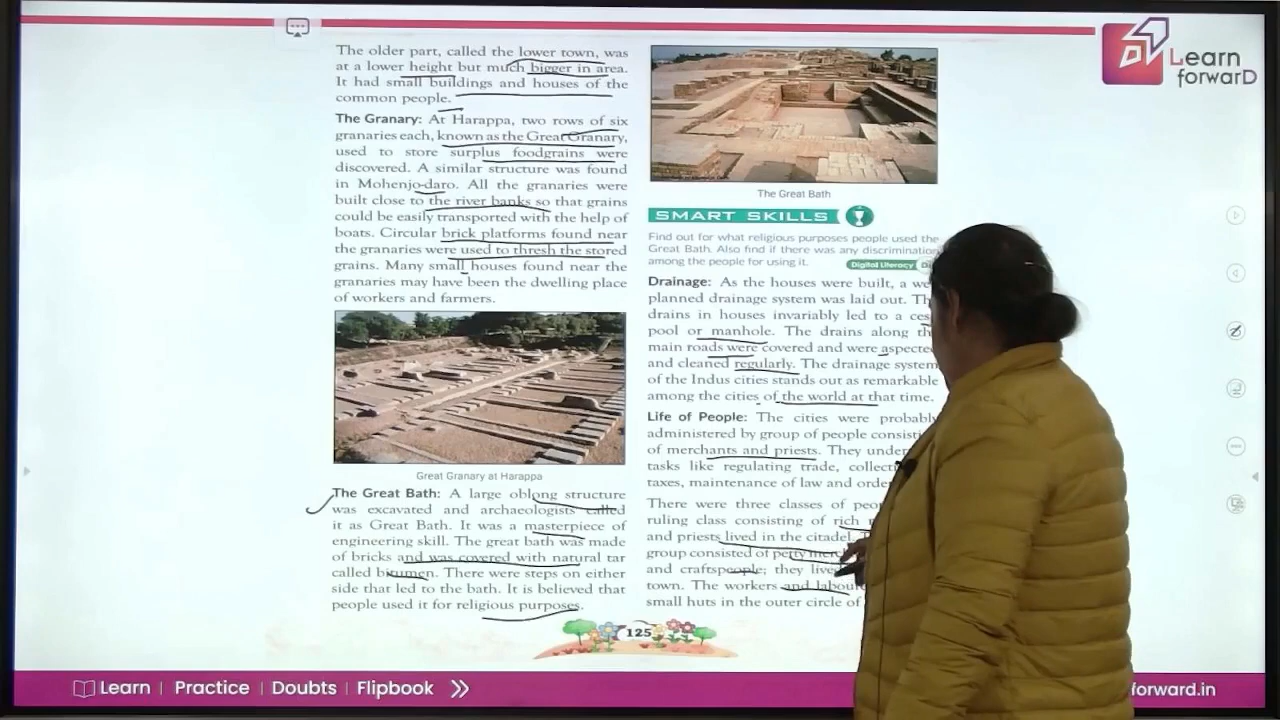 The older part, called the lower town, was
at a lower height but much bigger in area.
It had small buildings and houses of the
common people.
The Granary: At Harappa, two rows of six
granaries each, known as the Great Granary,
used to store surplus foodgrains were
discovered. A similar structure was found
in Mohenjo-daro. All the granaries were
built close to the river banks so that grains
could be easily transported with the help of
boats. Circular brick platforms found near
the granaries were used to thresh the stored
grains. Many small houses found near the
granaries may have been the dwelling place
of workers and farmers.
Great Granary at Harappa
The Great Bath: A large oblong structure
was excavated and archaeologists called
it as Great Bath. It was a masterpiece of
engineering skill. The great bath was made
of bricks and was covered with natural tar
called bitumen. There were steps on either
side that led to the bath. It is believed that
people used it for religious purposes.
The Great Bath
SMART SKILLS
Find out for what religious purposes people used the
Great Bath. Also find if there was any discrimination
among the people for using it.
Digital Literacy
Drainage: As the houses were built, a we
planned drainage system was laid out. Th
drains in houses invariably led to a ces
pool or manhole. The drains along th
main roads were covered and were aspected
and cleaned regularly. The drainage system
of the Indus cities stands out as remarkable
among the cities of the world at that time.
Life of People: The cities were probably
administered by group of people consisti
of merchants and priests. They under
tasks like regulating trade, collecti
taxes, maintenance of law and orde
There were three classes of peo
ruling class consisting of rich
and priests lived in the citadel.
group consisted of petty mer
and craftspeople; they live
town. The workers and labour
small huts in the outer circle of
125
Learn
forwarD
Learn | Practice | Doubts | Flipbook
forward.in